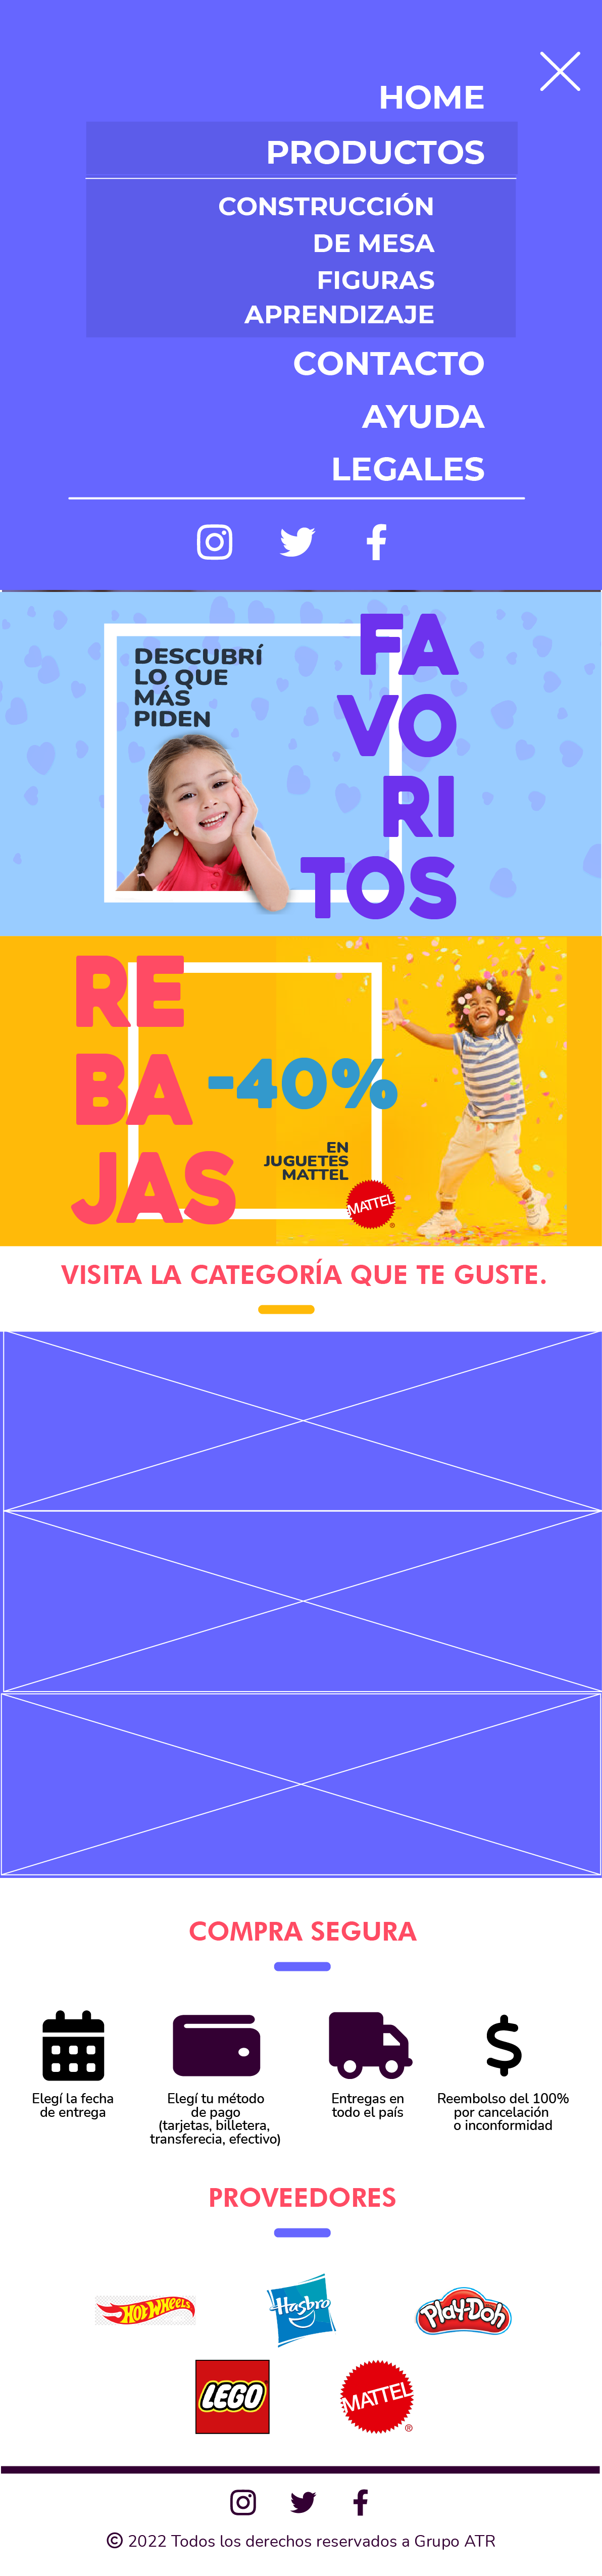 HOME
PRODUCTOS
CONSTRUCCIÓN
DE MESA
FIGURAS
APRENDIZAJE
CONTACTO
AYUDA
LEGALES
DESCUBRÍ
LO QUE
MÁS
PIDEN
FA
VO
RI
TOS
RE
BA
JAS
-40%
EN
JUGUETES
MATTEL
MATTEL
®
VISITA LA CATEGORÍA QUE TE GUSTE.
COMPRA SEGURA
Elegí la fecha
de entrega
Elegí tu método
de pago
(tarjetas, billetera,
transferecia, efectivo)
Entregas en
todo el país
Reembolso del 100%
por cancelación
o inconformidad
PROVEEDORES
HOT WHEELS
Hasbro
PLAY-DOH
LEGO
MATTEL
®
© 2022 Todos los derechos reservados a Grupo ATR